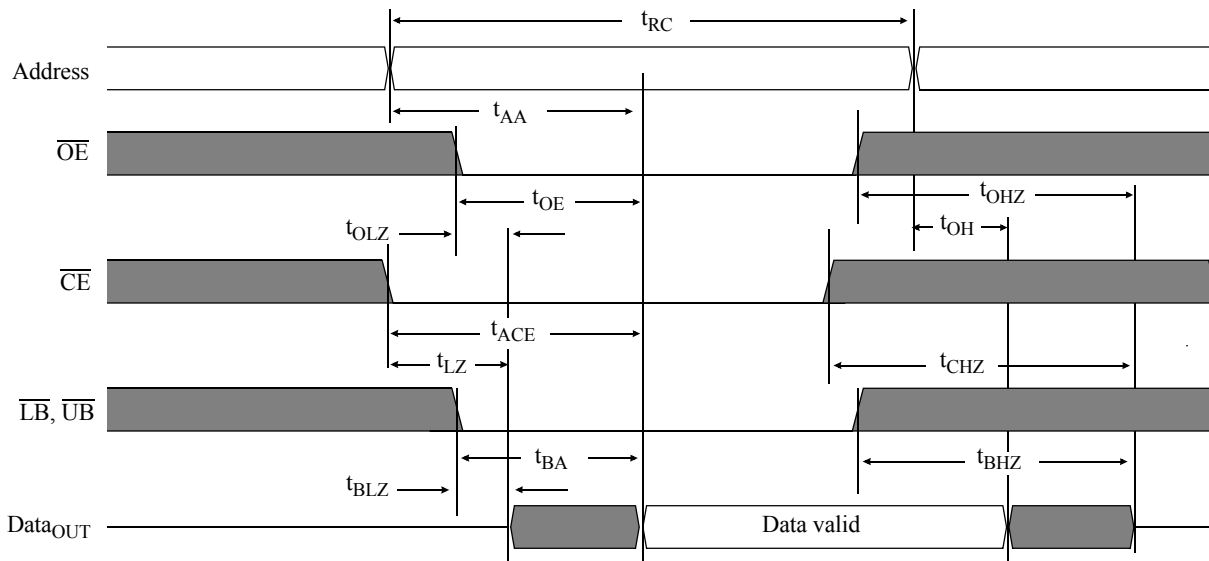 tRC
Address
tAA
OE
tOE
tOHZ
tOLZ
tOH
CE
tACE
tLZ
tCHZ
LB, UB
tBA
tBHZ
tBLZ
DataOUT
Data valid